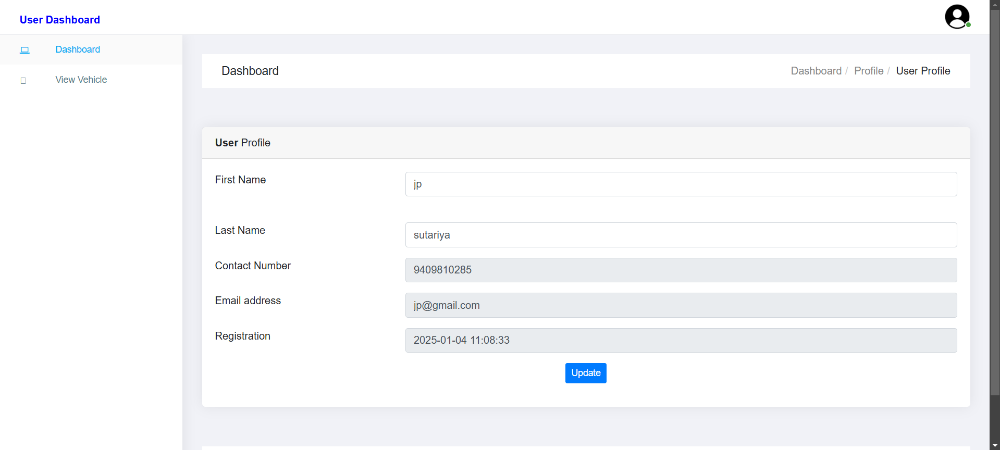 User Dashboard
Dashboard
View Vehicle
Dashboard
Dashboard / Profile / User Profile
User Profile
First Name
jp
Last Name
sutariya
Contact Number
9409810285
Email address
jp@gmail.com
Registration
2025-01-04 11:08:33
Update